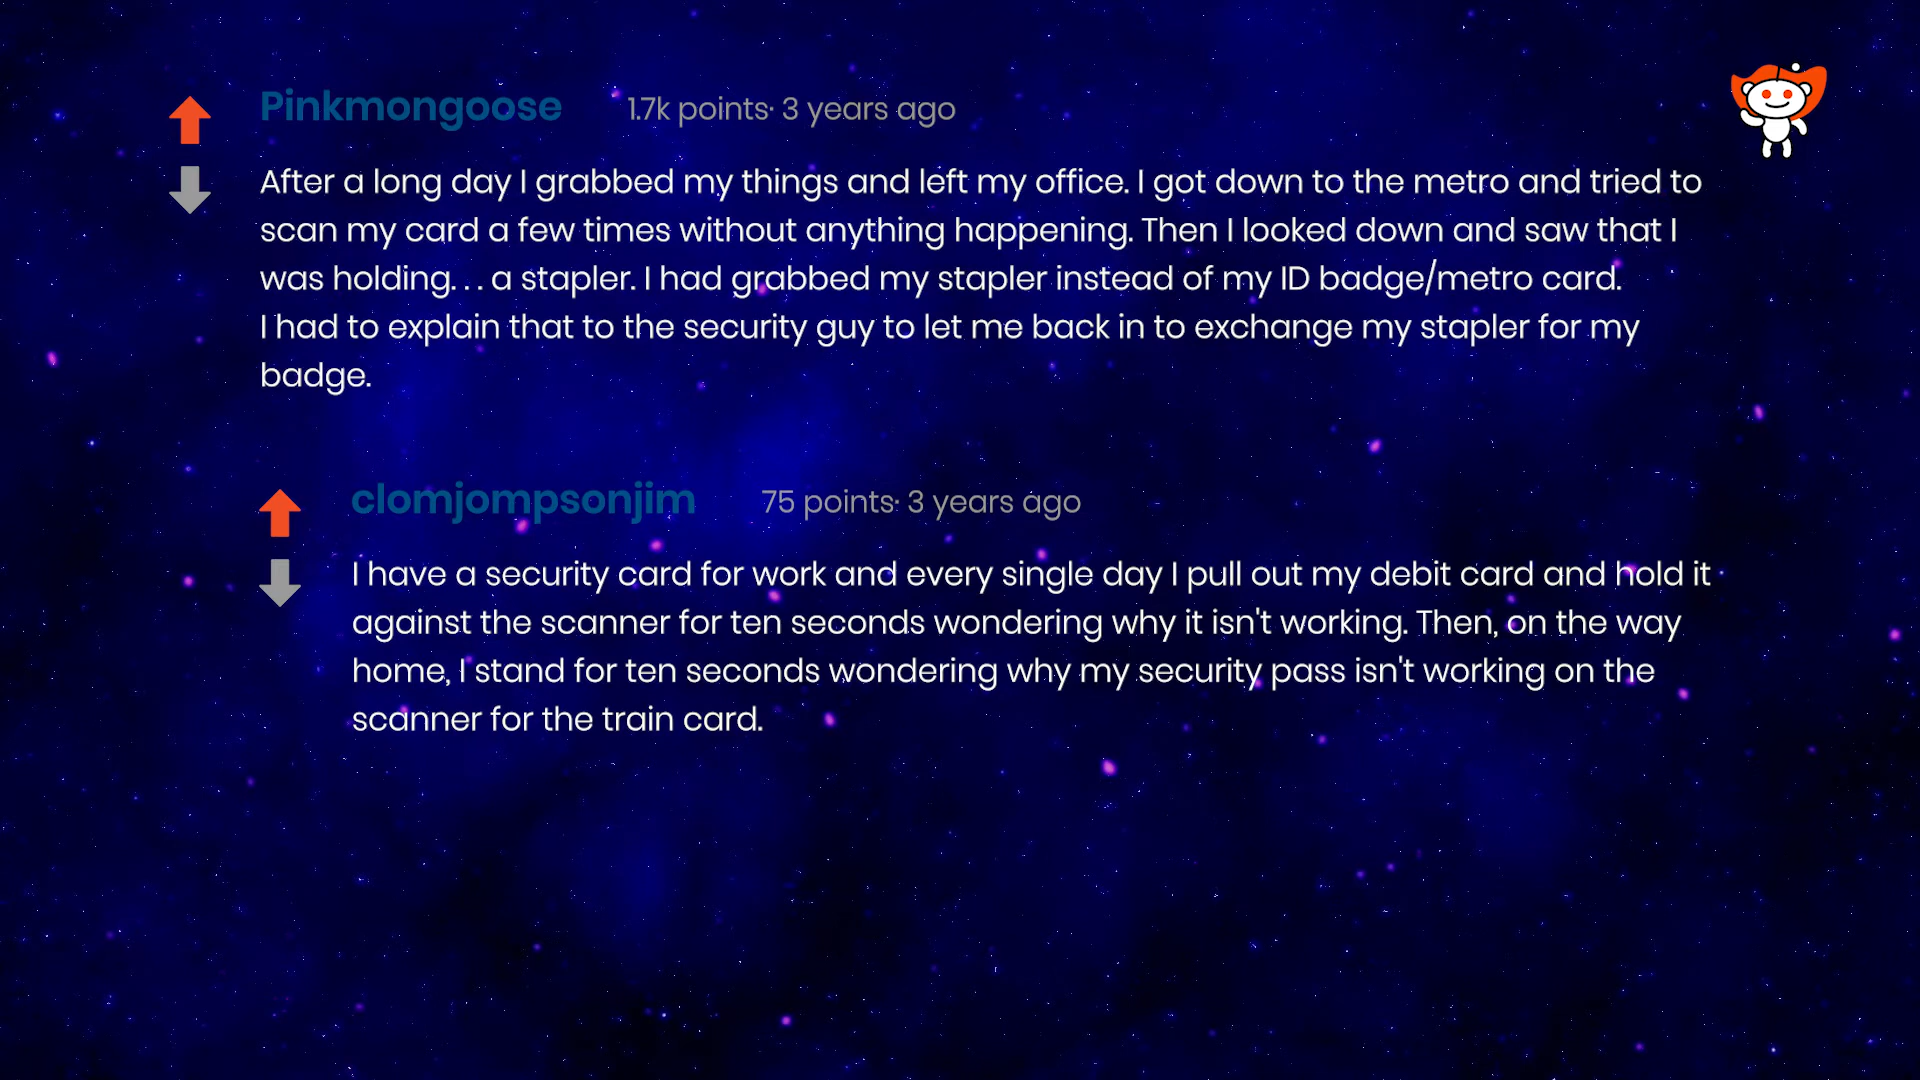 Pinkmongoose 1.7k points· 3 years ago
After a long day I grabbed my things and left my office. I got down to the metro and tried to
scan my card a few times without anything happening. Then I looked down and saw that I
was holding. . . a stapler. I had grabbed my stapler instead of my ID badge/metro card.
I had to explain that to the security guy to let me back in to exchange my stapler for my
badge.
clomjompsonjim 75 points· 3 years ago
I have a security card for work and every single day I pull out my debit card and hold it
against the scanner for ten seconds wondering why it isn't working. Then, on the way
home, I stand for ten seconds wondering why my security pass isn't working on the
scanner for the train card.